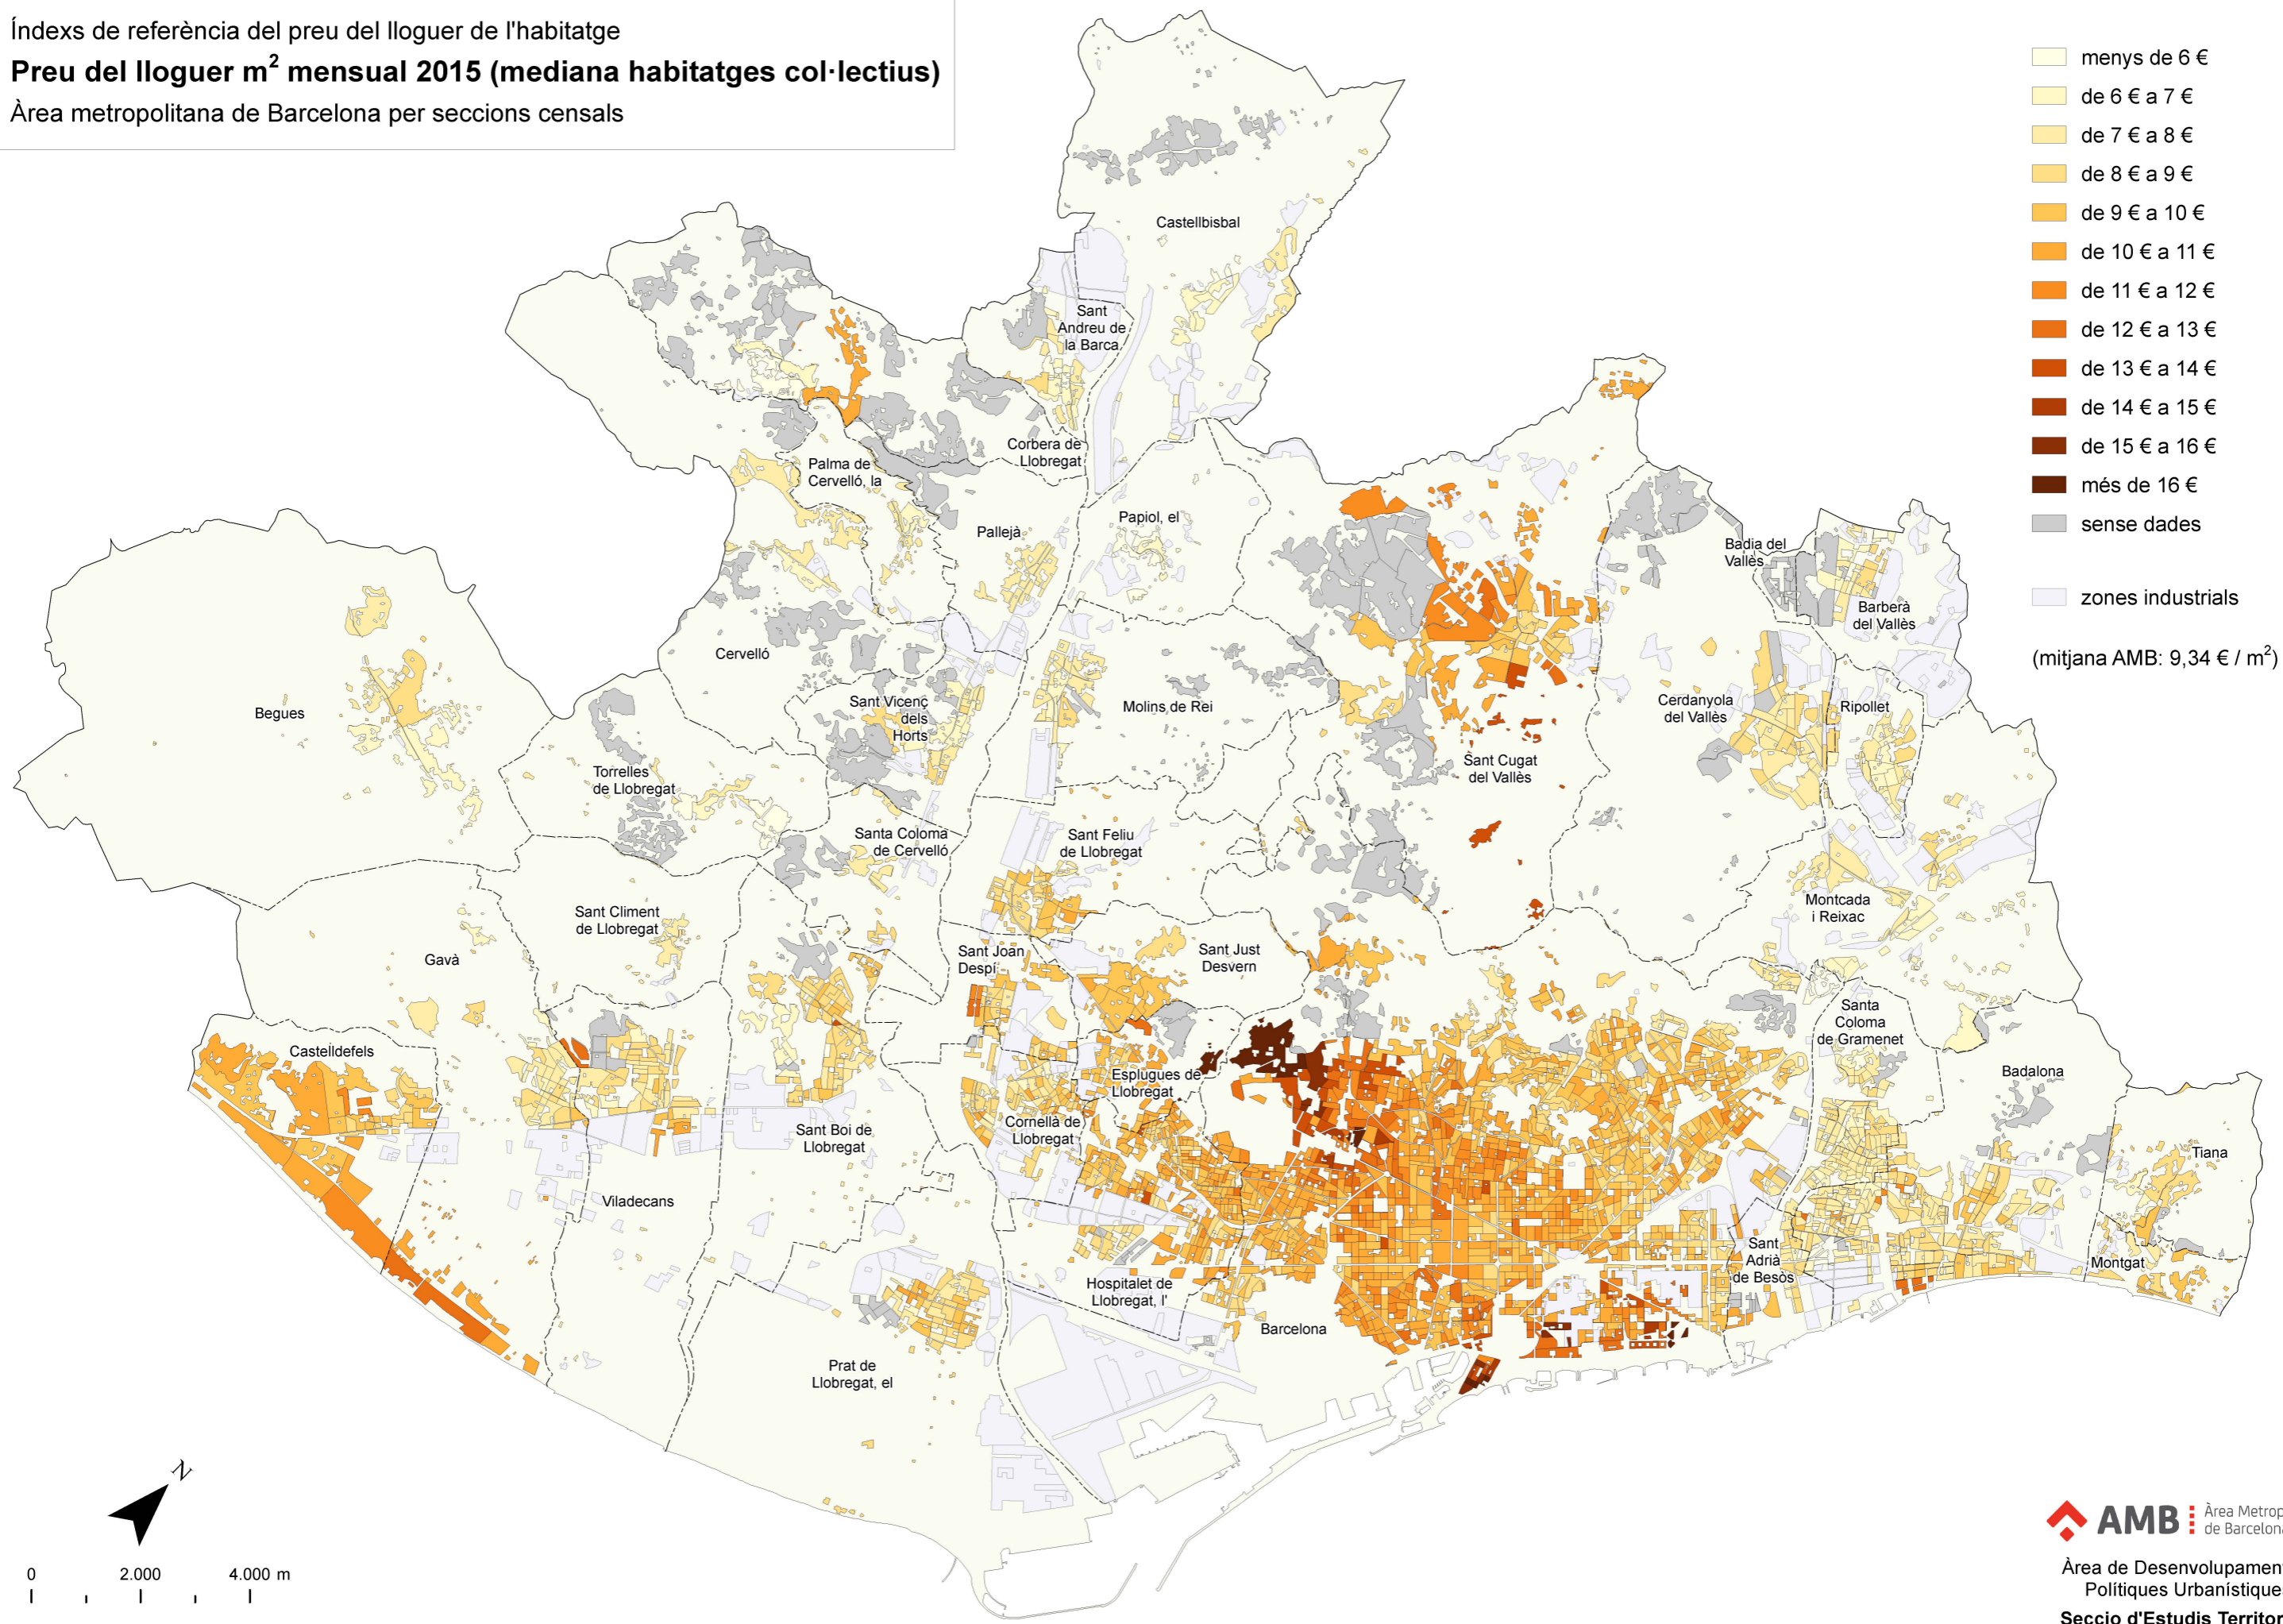 Índexs de referència del preu del lloguer de l'habitatge
Preu del lloguer m² mensual 2015 (mediana habitatges col·lectius)
Àrea metropolitana de Barcelona per seccions censals
menys de 6 €
de 6 € a 7 €
de 7 € a 8 €
de 8 € a 9 €
de 9 € a 10 €
de 10 € a 11 €
de 11 € a 12 €
de 12 € a 13 €
de 13 € a 14 €
de 14 € a 15 €
de 15 € a 16 €
més de 16 €
sense dades
zones industrials
(mitjana AMB: 9,34 € / m²)
Castellbisbal
Sant
Andreu de
la Barca
Corbera de
Llobregat
Palma de
Cervelló, la
Pallejà
Papiol, el
Badia del
Vallès
Barberà
del Vallès
Cervelló
Begues
Sant Vicenç
dels
Horts
Molins de Rei
Cerdanyola
del Vallès
Ripollet
Torrelles
de Llobregat
Sant Cugat
del Vallès
Santa Coloma
de Cervelló
Sant Feliu
de Llobregat
Montcada
i Reixac
Sant Climent
de Llobregat
Gavà
Sant Joan
Despí
Sant Just
Desvern
Santa
Coloma
de Gramenet
Castelldefels
Esplugues de
Llobregat
Badalona
Cornellà de
Llobregat
Sant Boi de
Llobregat
Tiana
Viladecans
Sant
Adrià
de Besòs
Montgat
Hospitalet de
Llobregat, l'
Barcelona
Prat de
Llobregat, el
N
0 2.000 4.000 m
AMB
Àrea Metrop
de Barcelona
Àrea de Desenvolupament
Polítiques Urbanístiques
Seccio d'Estudis Territor